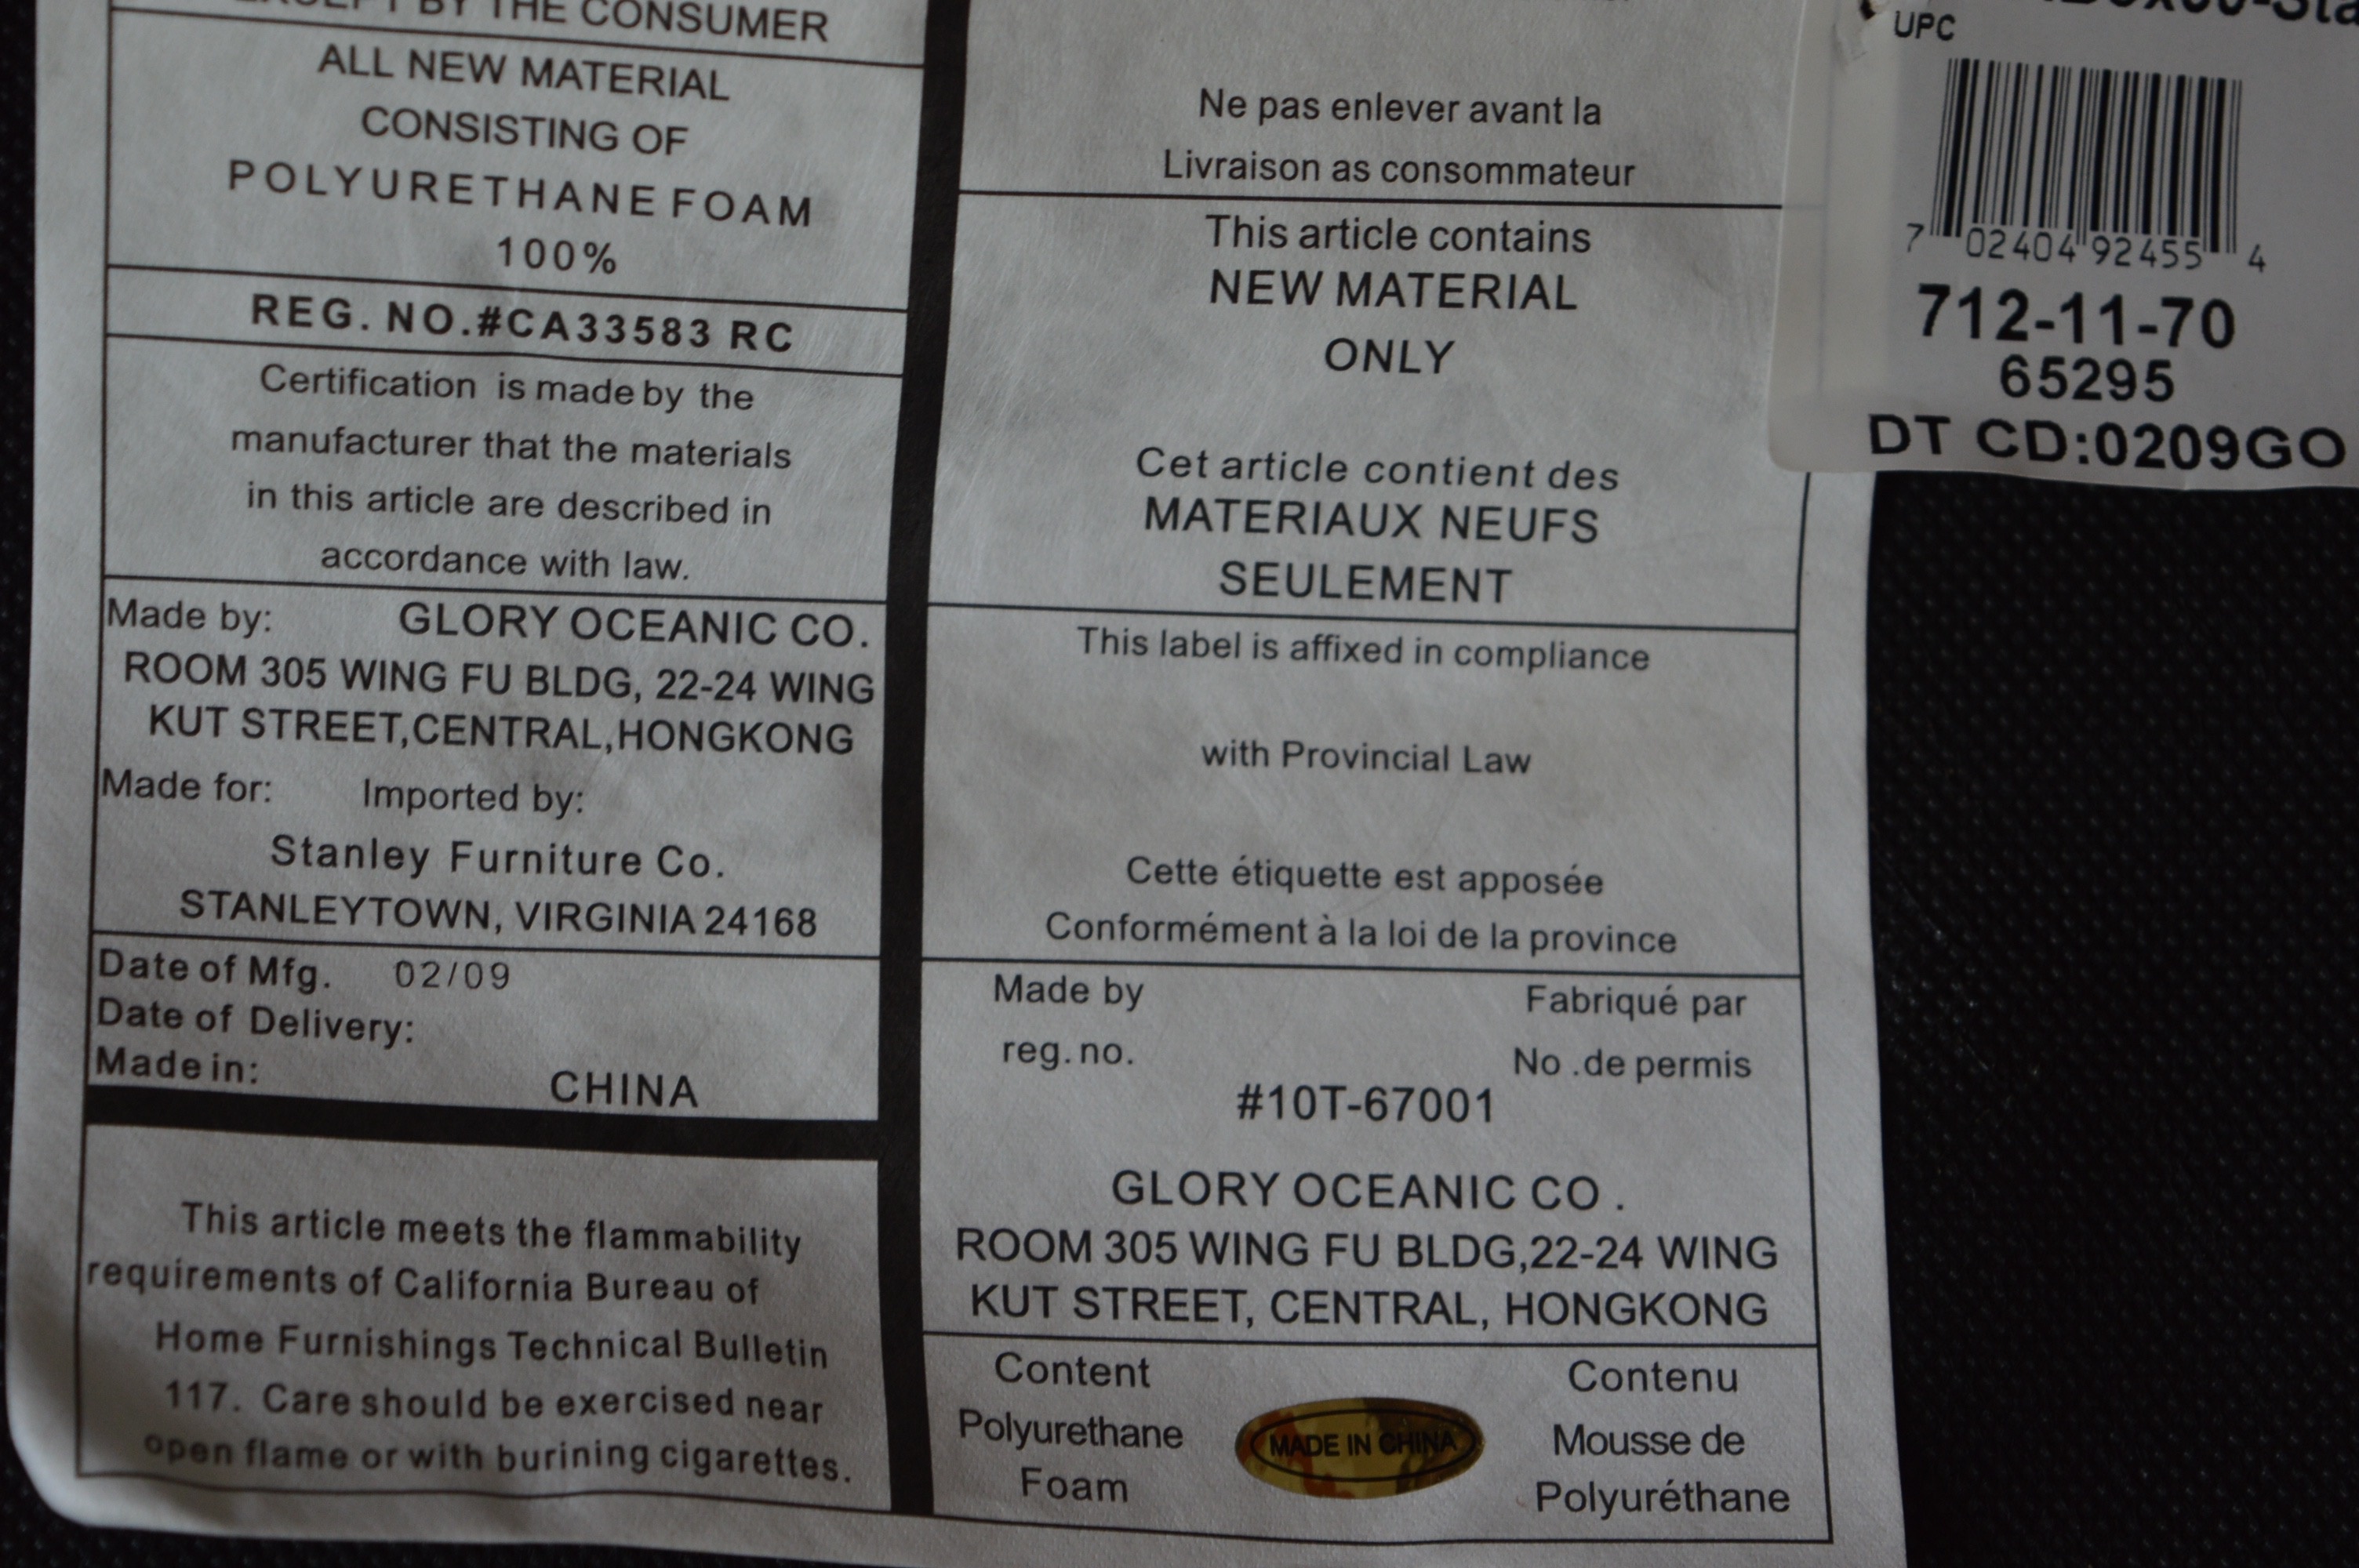 BY THE CONSUMER
ALL NEW MATERIAL
CONSISTING OF
POLYURETHANE FOAM
100%
REG. NO.#CA33583 RC
Certification is made by the
manufacturer that the materials
in this article are described in
accordance with law.
Made by: GLORY OCEANIC CO.
ROOM 305 WING FU BLDG, 22-24 WING
KUT STREET,CENTRAL,HONGKONG
Made for: Imported by:
Stanley Furniture Co.
STANLEYTOWN, VIRGINIA 24168
Date of Mfg. 02/09
Date of Delivery:
Made in: CHINA
This article meets the flammability
requirements of California Bureau of
Home Furnishings Technical Bulletin
117. Care should be exercised near
open flame or with burining cigarettes.
Ne pas enlever avant la
Livraison as consommateur
This article contains
NEW MATERIAL
ONLY
Cet article contient des
MATERIAUX NEUFS
SEULEMENT
This label is affixed in compliance
with Provincial Law
Cette étiquette est apposée
Conformément à la loi de la province
Made by Fabriqué par
reg. no. No .de permis
#10T-67001
GLORY OCEANIC CO .
ROOM 305 WING FU BLDG,22-24 WING
KUT STREET, CENTRAL, HONGKONG
Content Contenu
Polyurethane MADE IN CHINA Mousse de
Foam Polyuréthane
UPC
7 02404 92455 4
712-11-70
65295
DT CD:0209GO